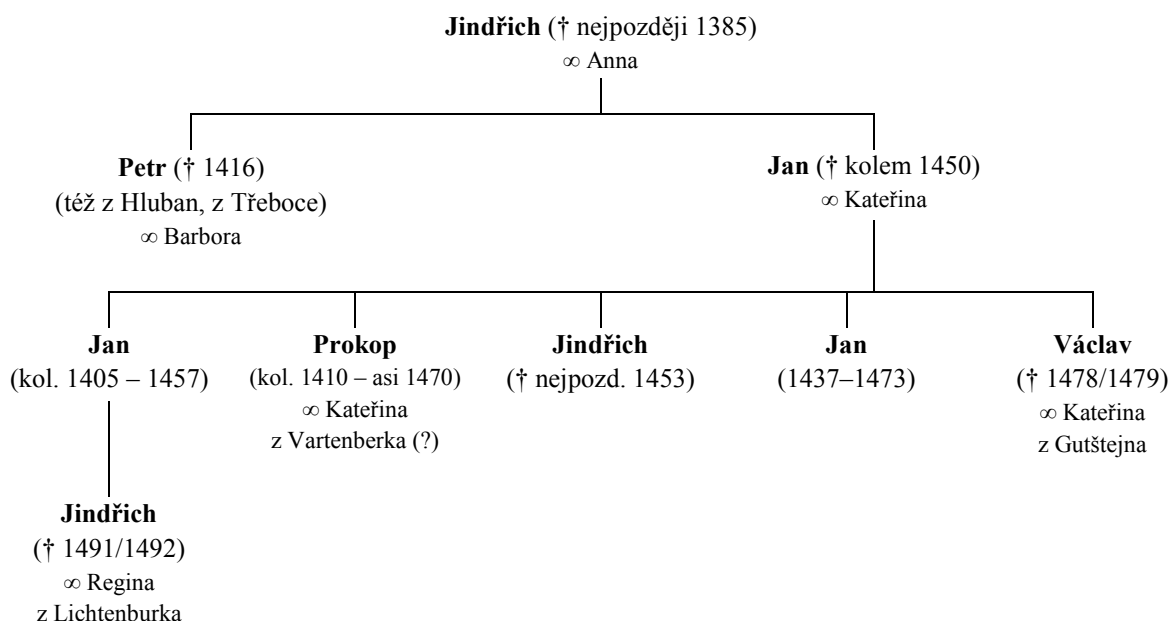 Jindřich († nejpozději 1385)
∞ Anna
Petr († 1416)
(též z Hluban, z Třeboce)
∞ Barbora
Jan († kolem 1450)
∞ Kateřina
Jan
(kol. 1405 – 1457)
Prokop
(kol. 1410 – asi 1470)
∞ Kateřina
z Vartenberka (?)
Jindřich
(† nejpozd. 1453)
Jan
(1437–1473)
Václav
(† 1478/1479)
∞ Kateřina
z Gutštejna
Jindřich
(† 1491/1492)
∞ Regina
z Lichtenburka